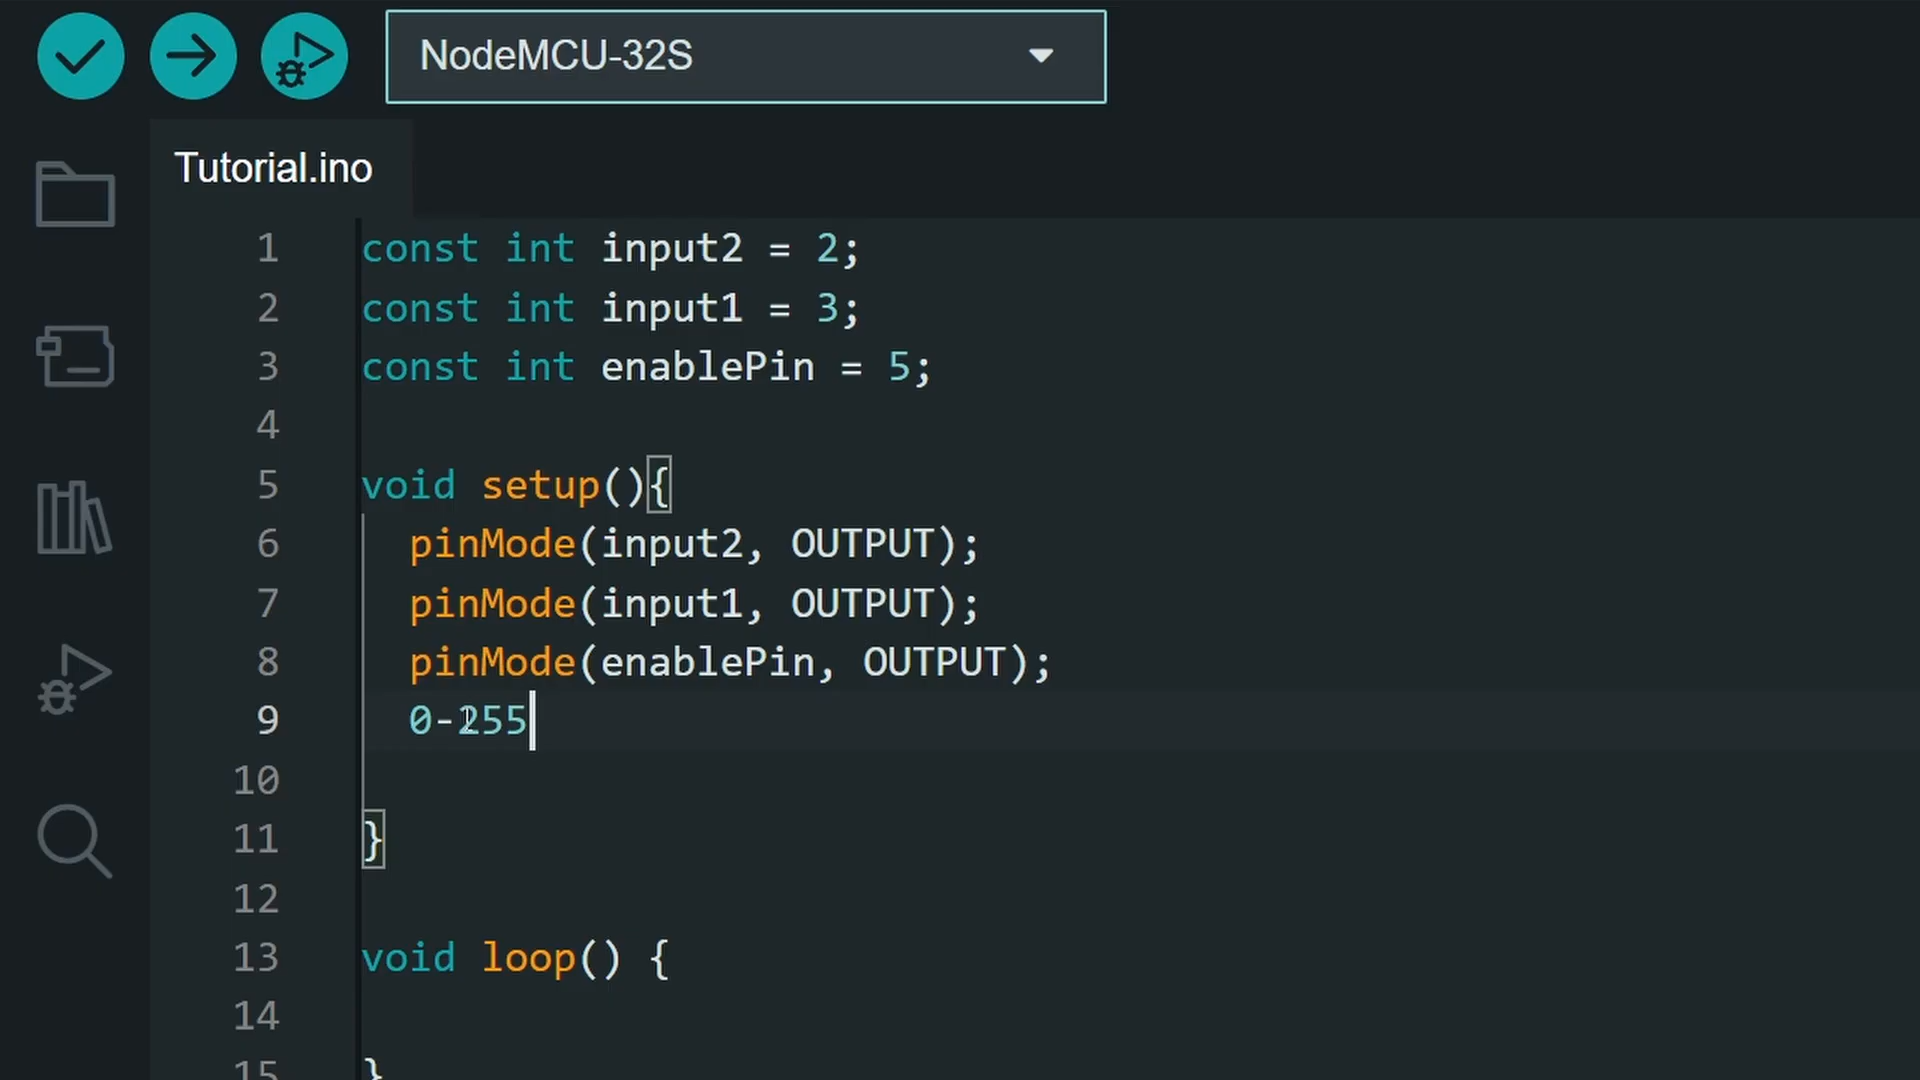 NodeMCU-32S
Tutorial.ino
1 const int input2 = 2;
2 const int input1 = 3;
3 const int enablePin = 5;
4
5 void setup(){
6 pinMode(input2, OUTPUT);
7 pinMode(input1, OUTPUT);
8 pinMode(enablePin, OUTPUT);
9 0-255
10
11 }
12
13 void loop() {
14
15 }